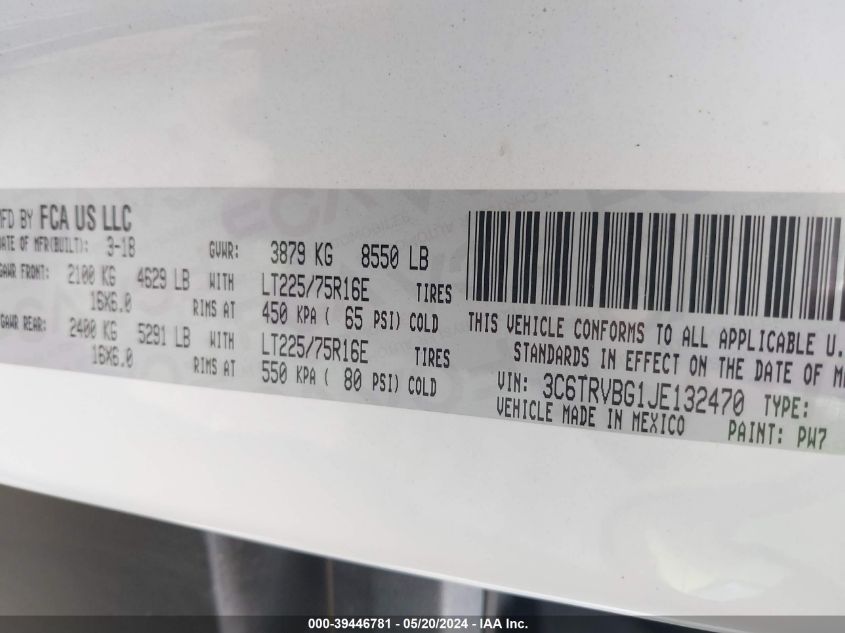 MFD BY FCA US LLC
DATE OF MFR(BUILT): 3-18 GVWR: 3879 KG 8550 LB
GAWR FRONT: 2100 KG 4629 LB WITH LT225/75R16E TIRES
16X6.0 RIMS AT 450 KPA ( 65 PSI) COLD
GAWR REAR: 2400 KG 5291 LB WITH LT225/75R16E TIRES
16X6.0 RIMS AT 550 KPA ( 80 PSI) COLD
THIS VEHICLE CONFORMS TO ALL APPLICABLE U.
STANDARDS IN EFFECT ON THE DATE OF M
VIN: 3C6TRVBG1JE132470 TYPE:
VEHICLE MADE IN MEXICO PAINT: PW7
000-39446781 - 05/20/2024 - IAA Inc.